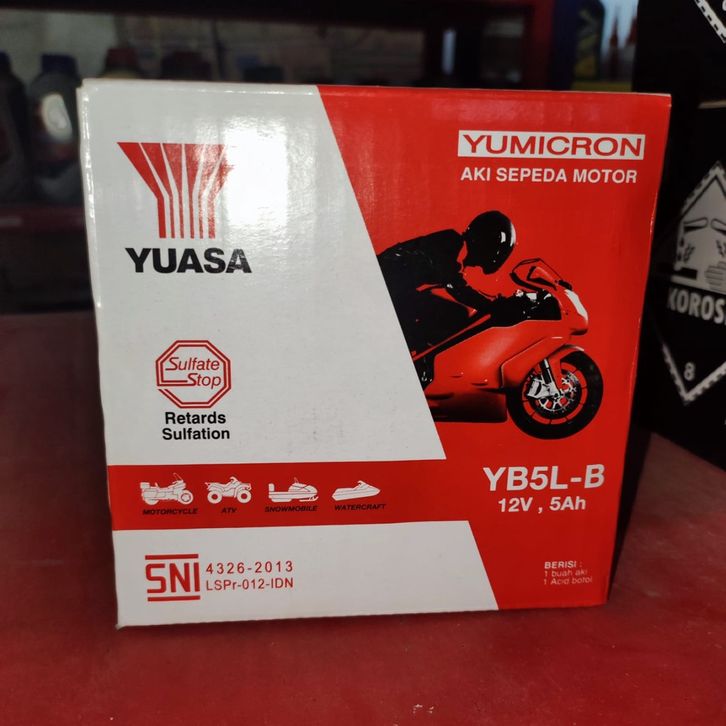 YUASA
YUMICRON
AKI SEPEDA MOTOR
Sulfate
Stop
Retards
Sulfation
YB5L-B
12V , 5Ah
MOTORCYCLE
ATV
SNOWMOBILE
WATERCRAFT
SNI
4326-2013
LSPr-012-IDN
BERISI :
1 buah aki
1 Acid botol
KOROS
8